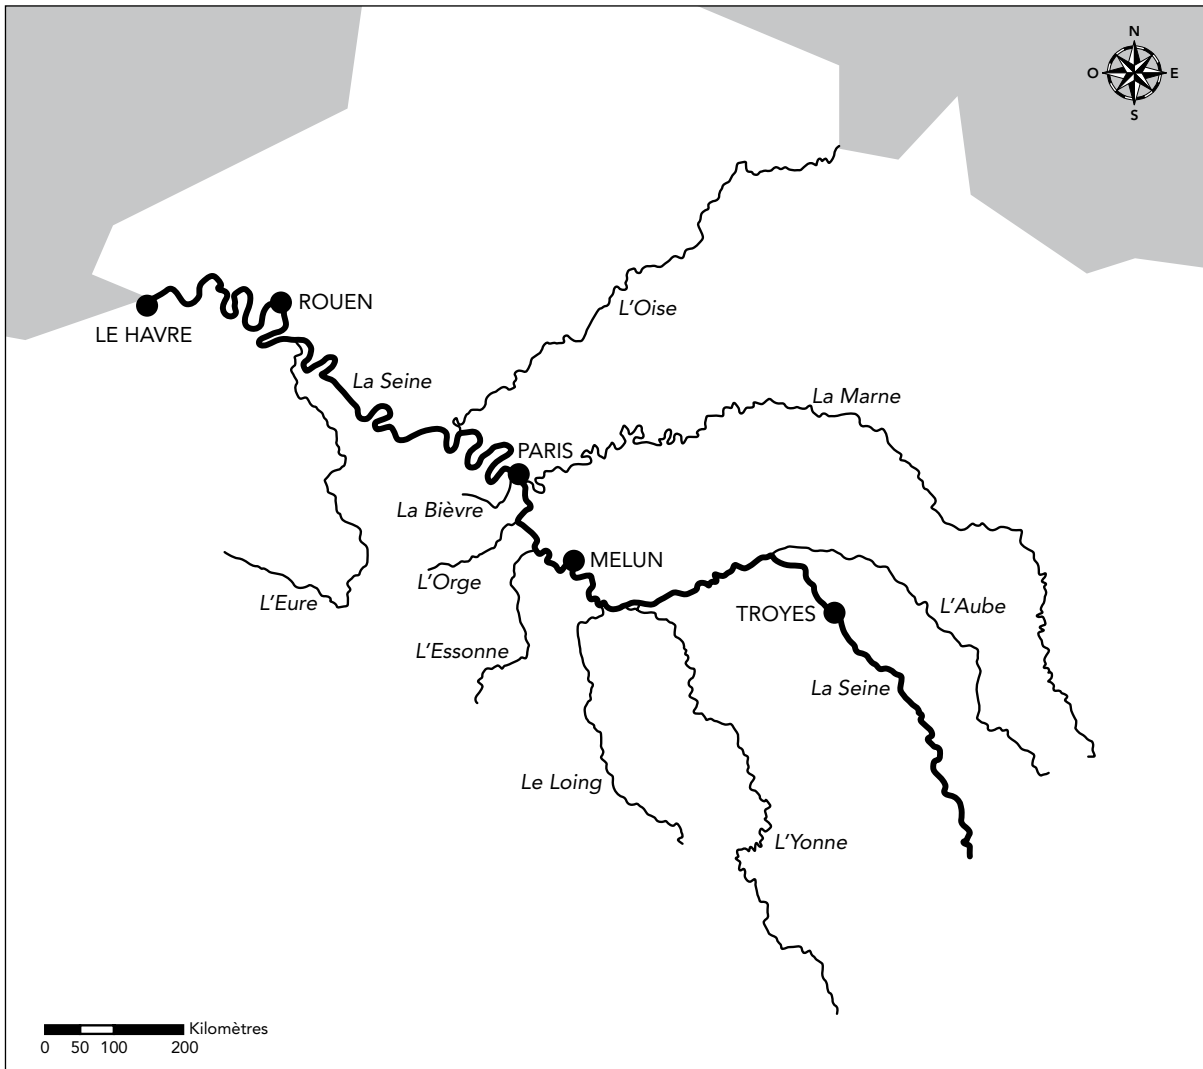 N
O E
S
ROUEN
L'Oise
LE HAVRE
La Seine
La Marne
PARIS
La Bièvre
MELUN
L'Orge
L'Eure
L'Aube
TROYES
L'Essonne
La Seine
Le Loing
L'Yonne
Kilomètres
0 50 100 200